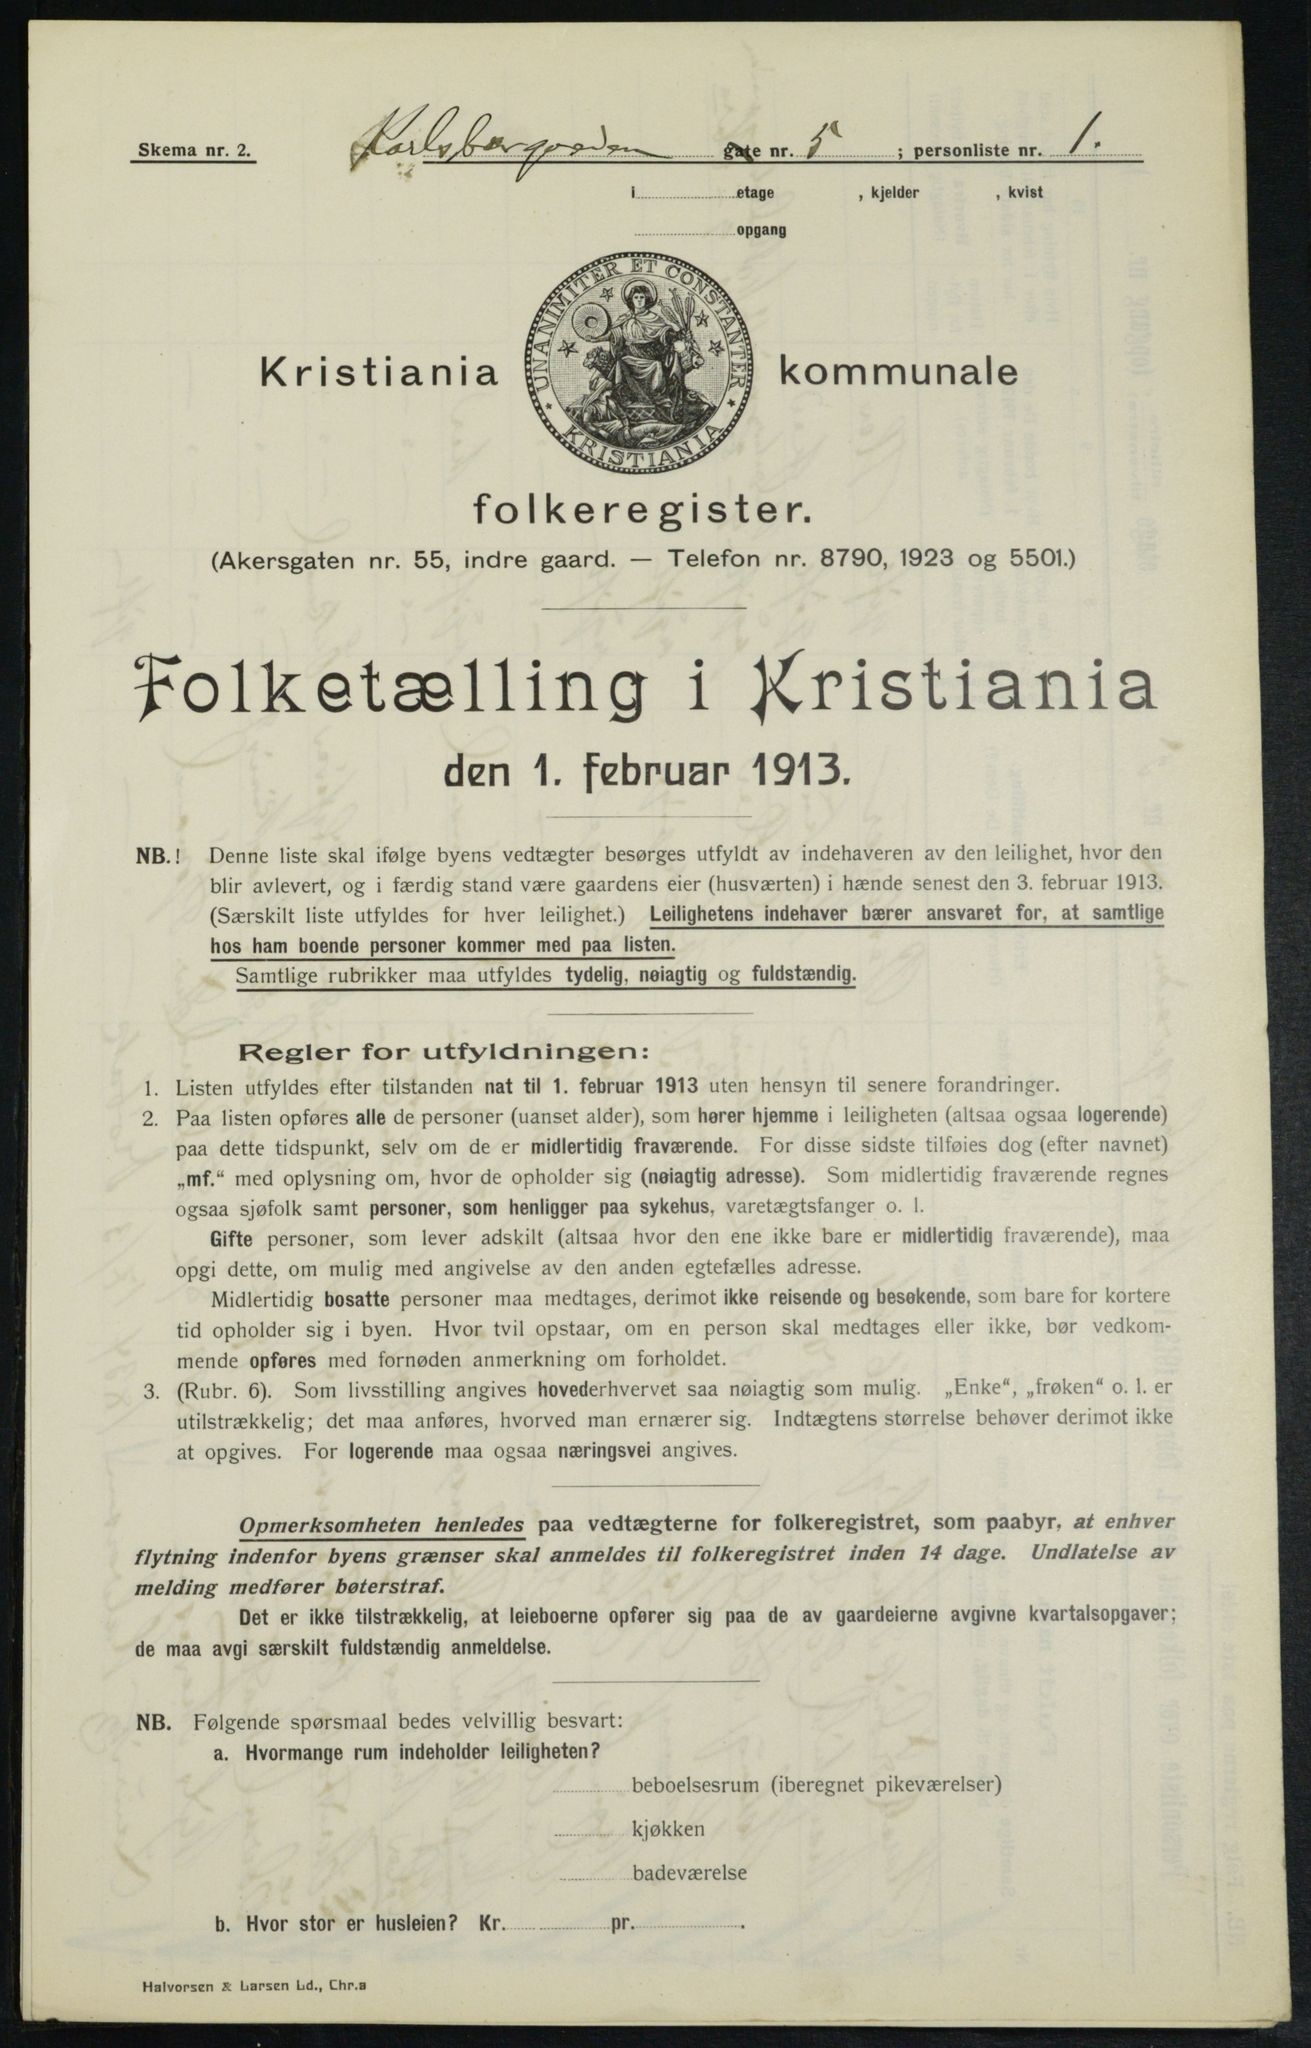 Skema nr. 2. Karlsborgveien gate nr. 5 ; personliste nr. 1.
i etage , kjelder , kvist
opgang
UNANIMITER ET CONSTANTER
KRISTIANIA
Kristiania kommunale
folkeregister.
(Akersgaten nr. 55, indre gaard. — Telefon nr. 8790, 1923 og 5501.)
Folketælling i Kristiania
den 1. februar 1913.
NB.! Denne liste skal ifølge byens vedtægter besørges utfyldt av indehaveren av den leilighet, hvor den
blir avlevert, og i færdig stand være gaardens eier (husværten) i hænde senest den 3. februar 1913.
(Særskilt liste utfyldes for hver leilighet.) Leilighetens indehaver bærer ansvaret for, at samtlige
hos ham boende personer kommer med paa listen.
Samtlige rubrikker maa utfyldes tydelig, nøiagtig og fuldstændig.
Regler for utfyldningen:
1. Listen utfyldes efter tilstanden nat til 1. februar 1913 uten hensyn til senere forandringer.
2. Paa listen opføres alle de personer (uanset alder), som hører hjemme i leiligheten (altsaa ogsaa logerende)
paa dette tidspunkt, selv om de er midlertidig fraværende. For disse sidste tilføies dog (efter navnet)
„mf.“ med oplysning om, hvor de opholder sig (nøiagtig adresse). Som midlertidig fraværende regnes
ogsaa sjøfolk samt personer, som henligger paa sykehus, varetægtsfanger o. l.
Gifte personer, som lever adskilt (altsaa hvor den ene ikke bare er midlertidig fraværende), maa
opgi dette, om mulig med angivelse av den anden egtefælles adresse.
Midlertidig bosatte personer maa medtages, derimot ikke reisende og besøkende, som bare for kortere
tid opholder sig i byen. Hvor tvil opstaar, om en person skal medtages eller ikke, bør vedkom-
mende opføres med fornøden anmerkning om forholdet.
3. (Rubr. 6). Som livsstilling angives hovederhvervet saa nøiagtig som mulig. „Enke“, „frøken“ o. l. er
utilstrækkelig; det maa anføres, hvorved man ernærer sig. Indtægtens størrelse behøver derimot ikke
at opgives. For logerende maa ogsaa næringsvei angives.
Opmerksomheten henledes paa vedtægterne for folkeregistret, som paabyr, at enhver
flytning indenfor byens grænser skal anmeldes til folkeregistret inden 14 dage. Undlatelse av
melding medfører bøterstraf.
Det er ikke tilstrækkelig, at leieboerne opfører sig paa de av gaardeierne avgivne kvartalsopgaver;
de maa avgi særskilt fuldstændig anmeldelse.
NB. Følgende spørsmaal bedes velvillig besvart:
a. Hvormange rum indeholder leiligheten?
beboelsesrum (iberegnet pikeværelser)
kjøkken
badeværelse
b. Hvor stor er husleien? Kr. pr. .
Halvorsen & Larsen Ld., Chr.a